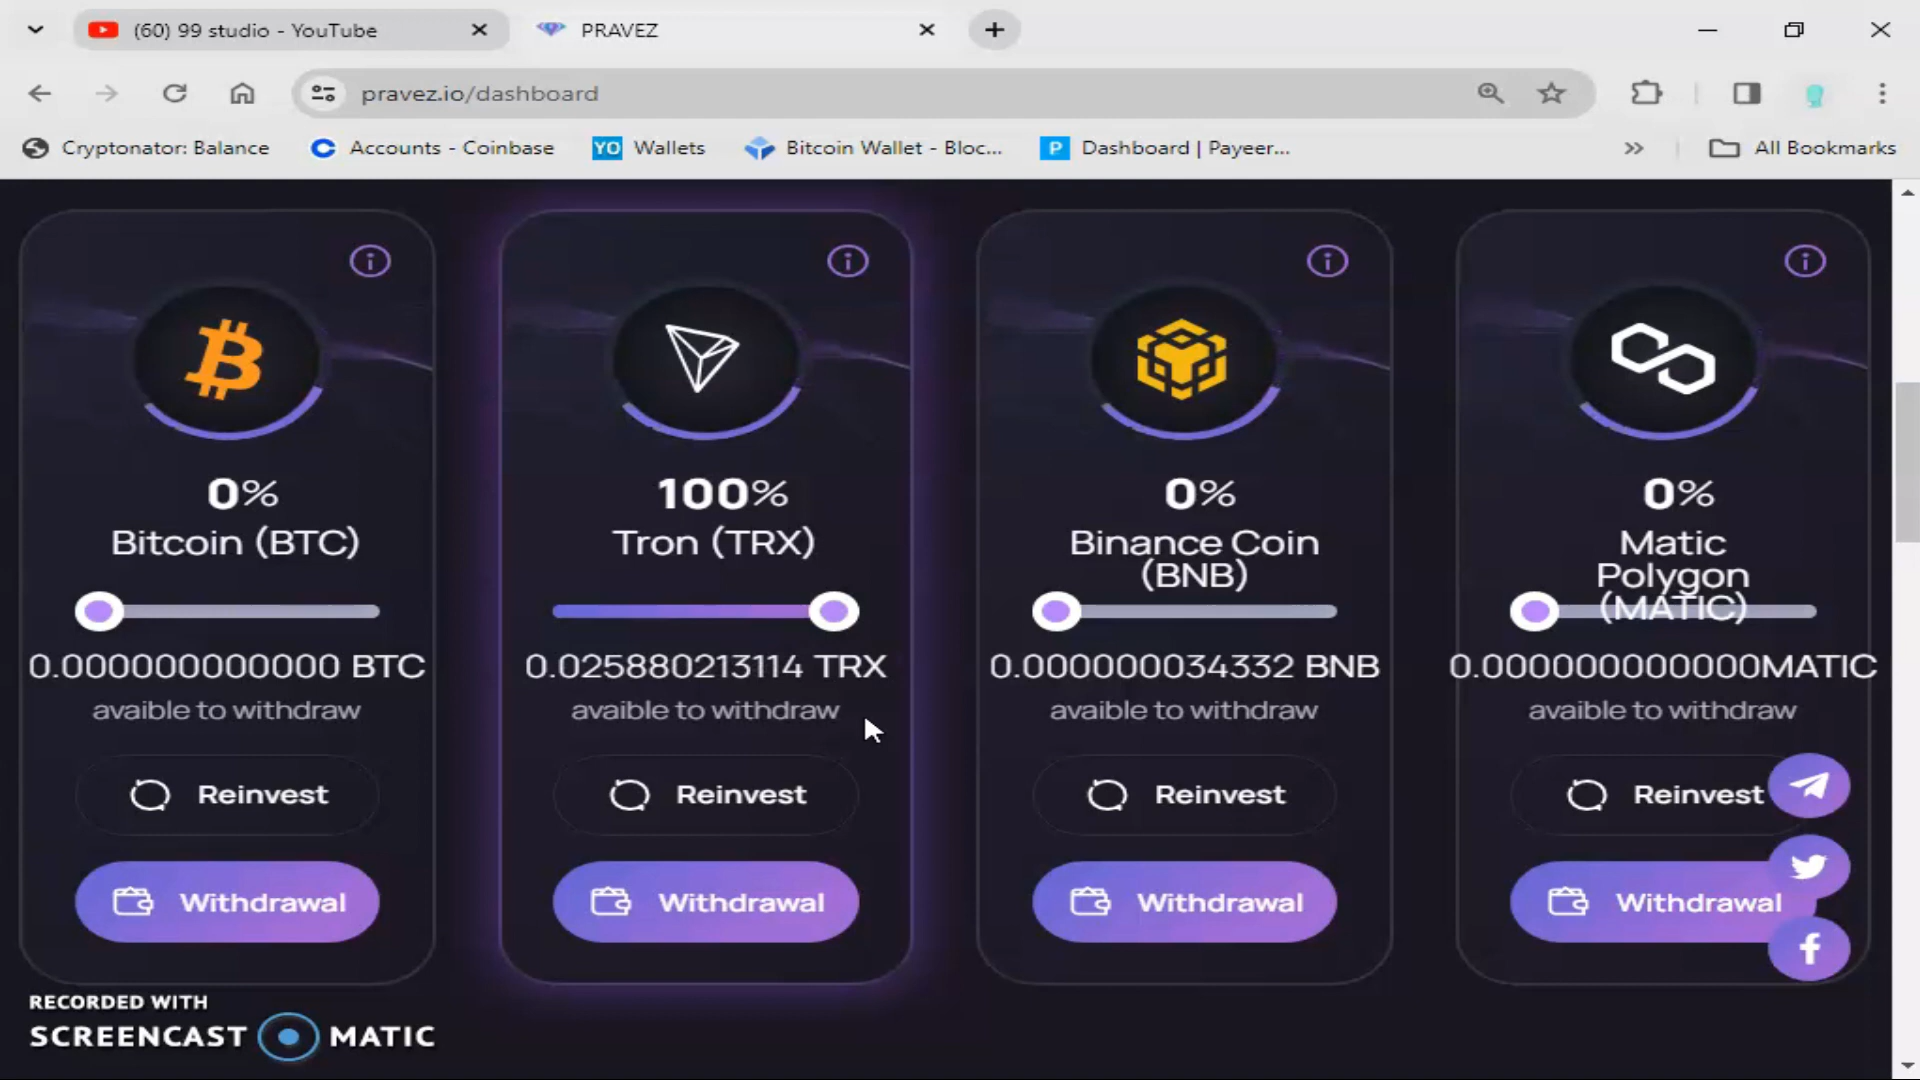 (60) 99 studio - YouTube
PRAVEZ
pravez.io/dashboard
Cryptonator: Balance
Accounts - Coinbase
YO Wallets
Bitcoin Wallet - Bloc...
P Dashboard | Payeer...
All Bookmarks
0%
Bitcoin (BTC)
0.000000000000 BTC
avaible to withdraw
Reinvest
Withdrawal
100%
Tron (TRX)
0.025880213114 TRX
avaible to withdraw
Reinvest
Withdrawal
0%
Binance Coin
(BNB)
0.000000034332 BNB
avaible to withdraw
Reinvest
Withdrawal
0%
Matic
Polygon
(MATIC)
0.000000000000MATIC
avaible to withdraw
Reinvest
Withdrawal
RECORDED WITH
SCREENCAST MATIC